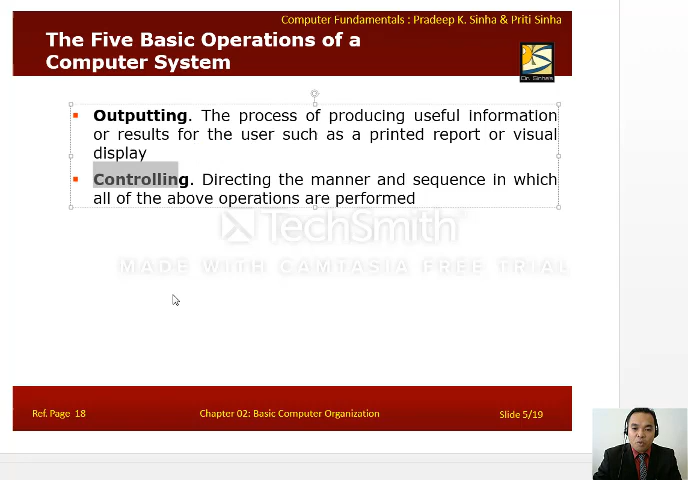 Computer Fundamentals : Pradeep K. Sinha & Priti Sinha
The Five Basic Operations of a
Computer System
Dr. Sinha's
Outputting. The process of producing useful information
or results for the user such as a printed report or visual
display
Controlling. Directing the manner and sequence in which
all of the above operations are performed
TechSmith
MADE WITH CAMTASIA FREE TRIAL
Ref. Page 18
Chapter 02: Basic Computer Organization
Slide 5/19